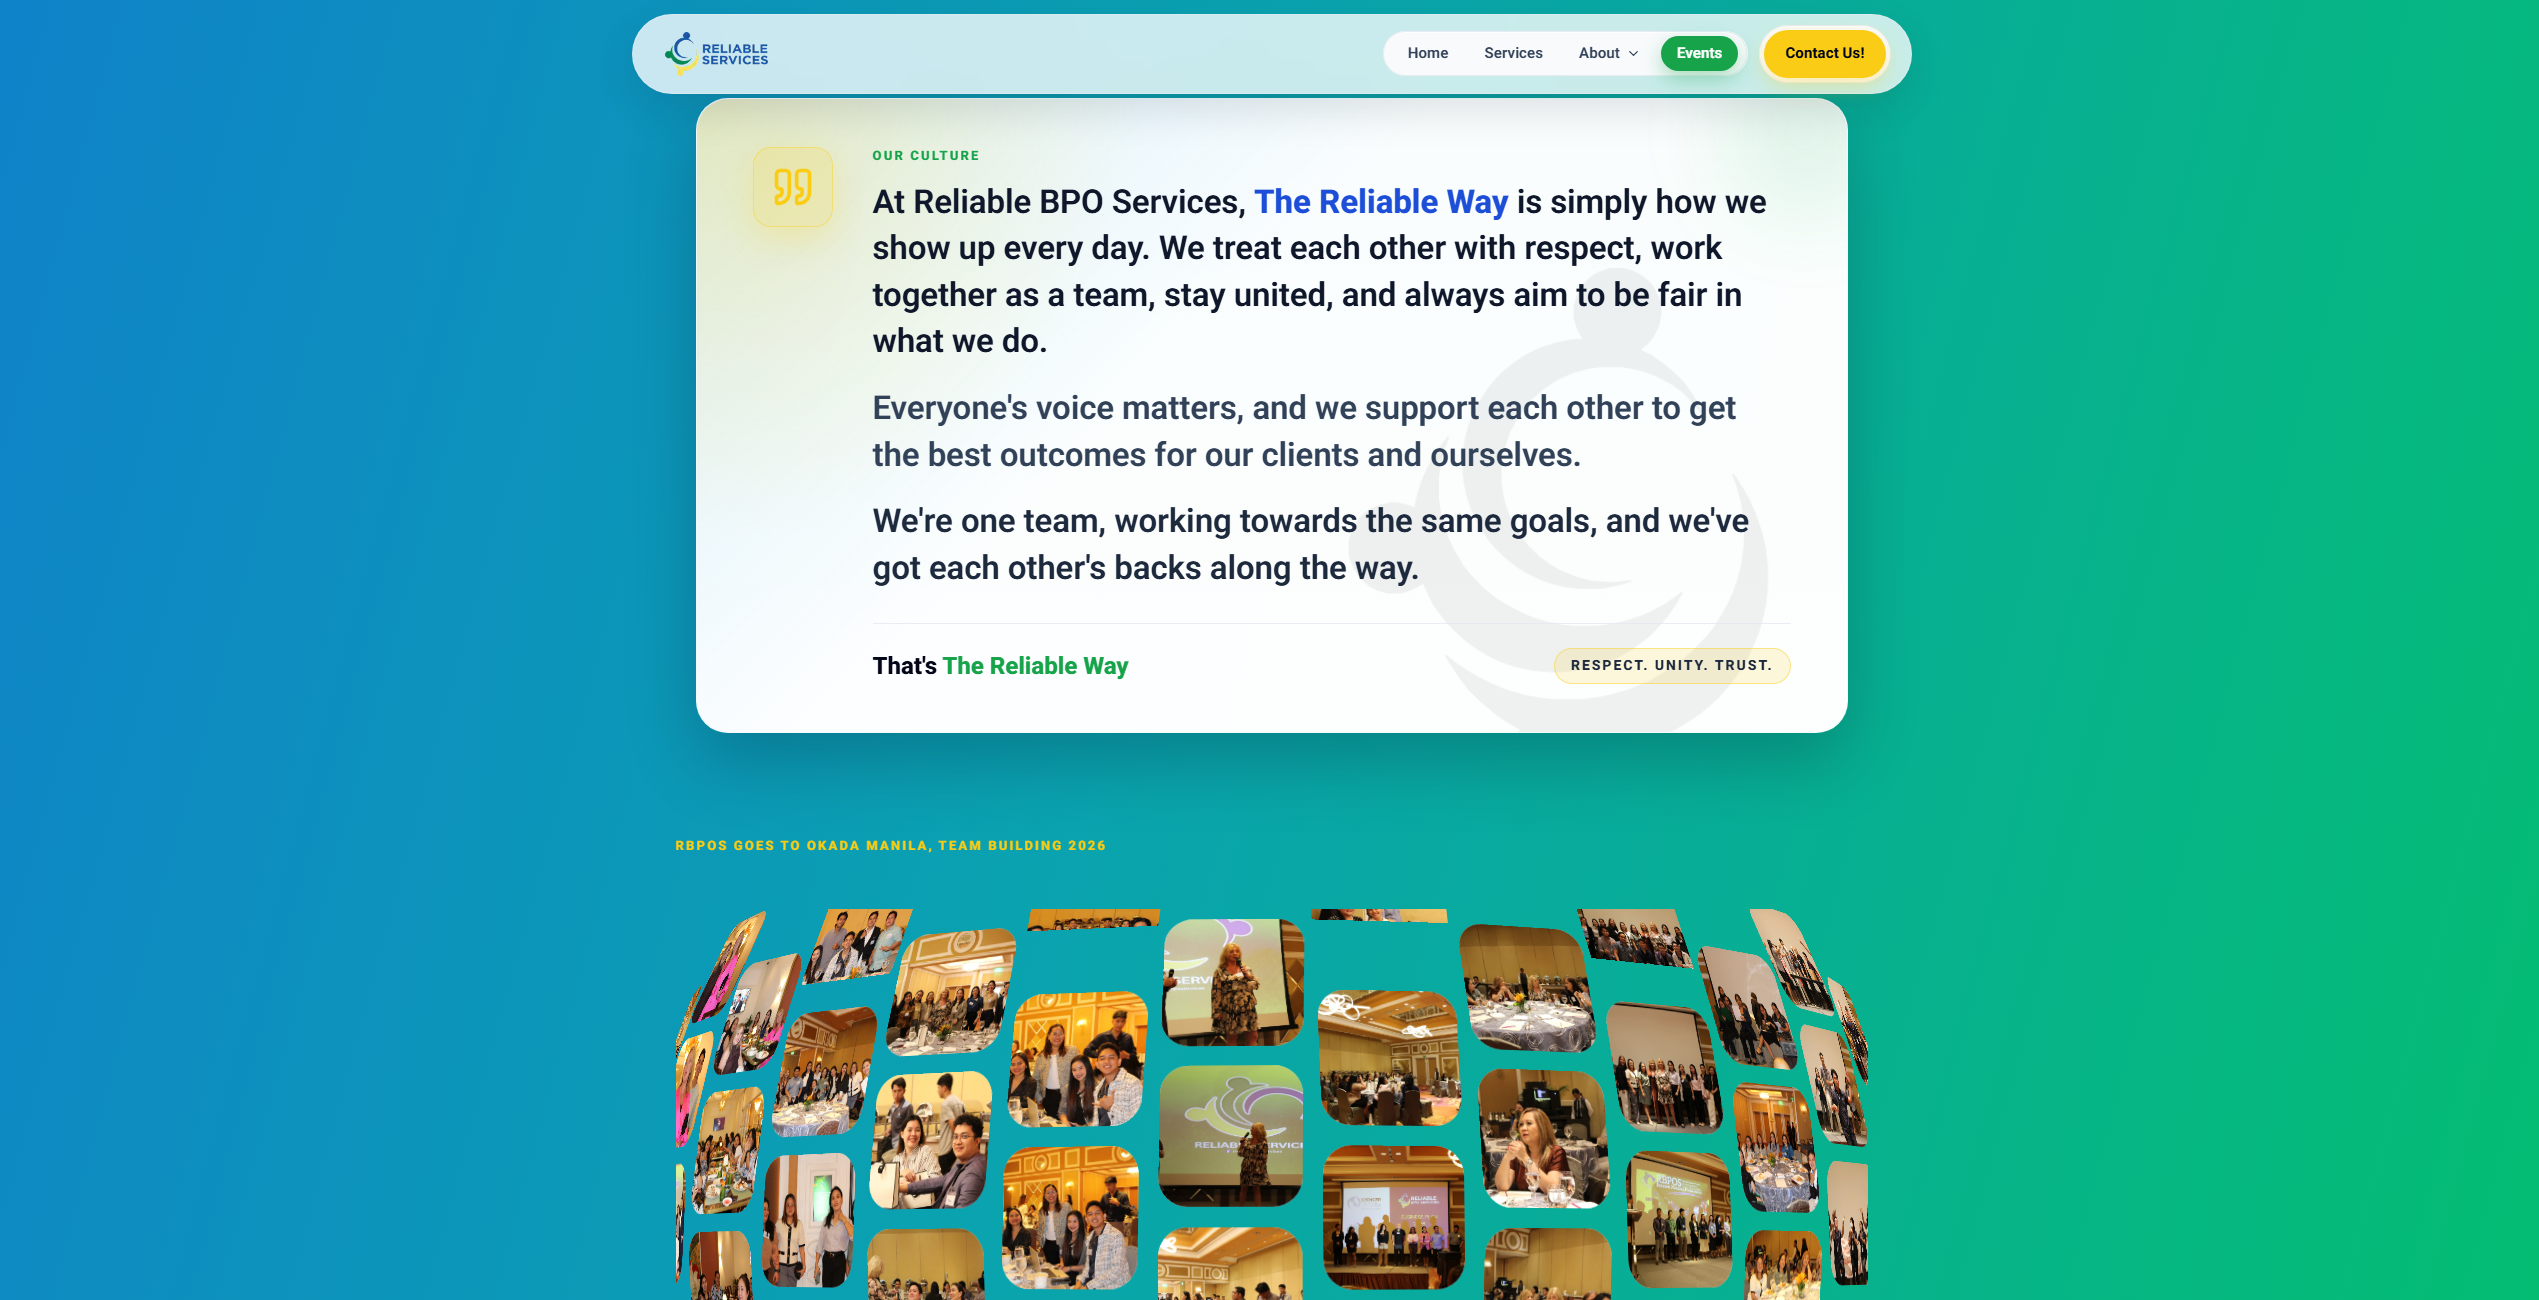 RELIABLE
SERVICES
Home
Services
About
Events
Contact Us!
OUR CULTURE
At Reliable BPO Services, The Reliable Way is simply how we
show up every day. We treat each other with respect, work
together as a team, stay united, and always aim to be fair in
what we do.
Everyone's voice matters, and we support each other to get
the best outcomes for our clients and ourselves.
We're one team, working towards the same goals, and we've
got each other's backs along the way.
That's The Reliable Way
RESPECT. UNITY. TRUST.
RBPOS GOES TO OKADA MANILA, TEAM BUILDING 2026
RBPOS
RELIABLE